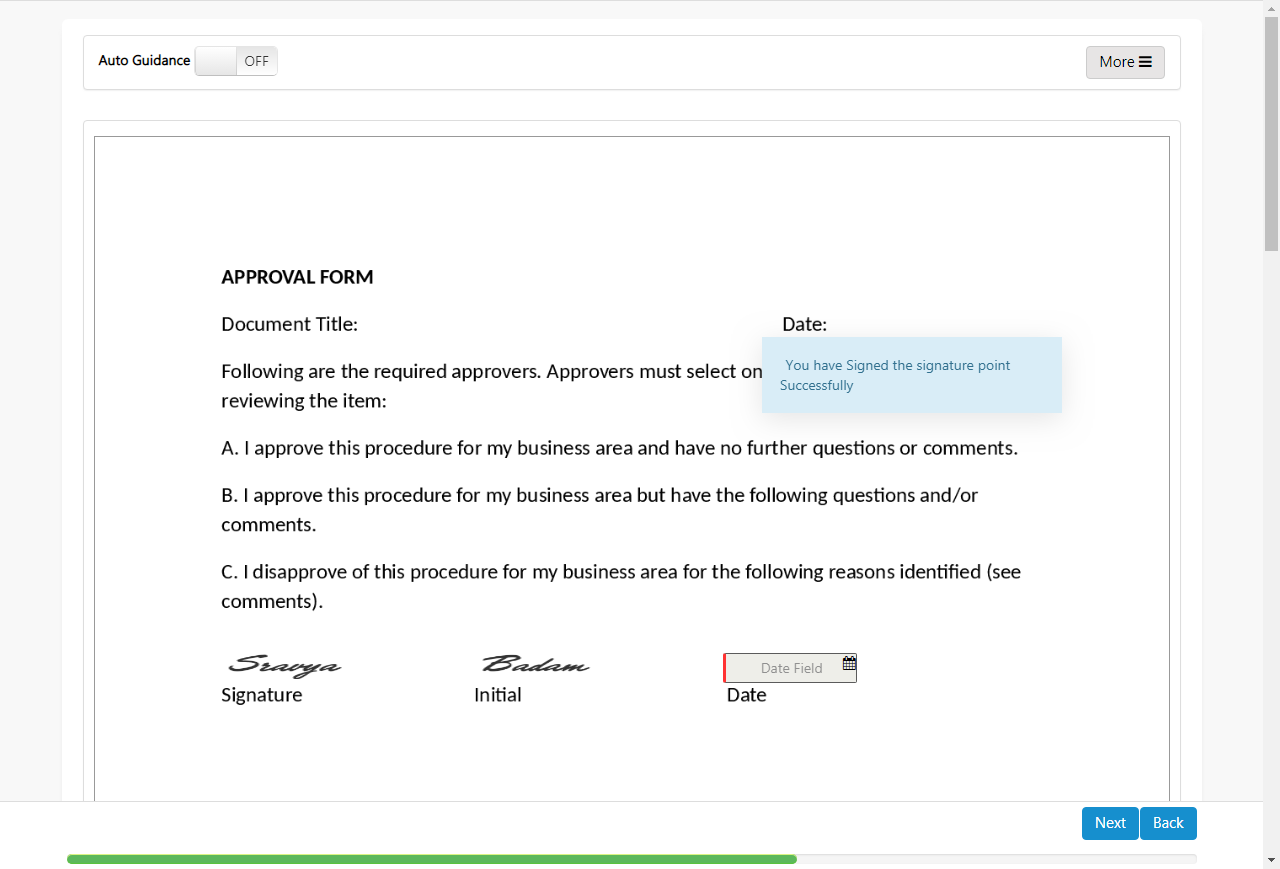 Auto Guidance OFF More
APPROVAL FORM
Document Title: Date:
Following are the required approvers. Approvers must select on
reviewing the item:
You have Signed the signature point
Successfully
A. I approve this procedure for my business area and have no further questions or comments.
B. I approve this procedure for my business area but have the following questions and/or
comments.
C. I disapprove of this procedure for my business area for the following reasons identified (see
comments).
Sravya Badam Date Field
Signature Initial Date
Next Back